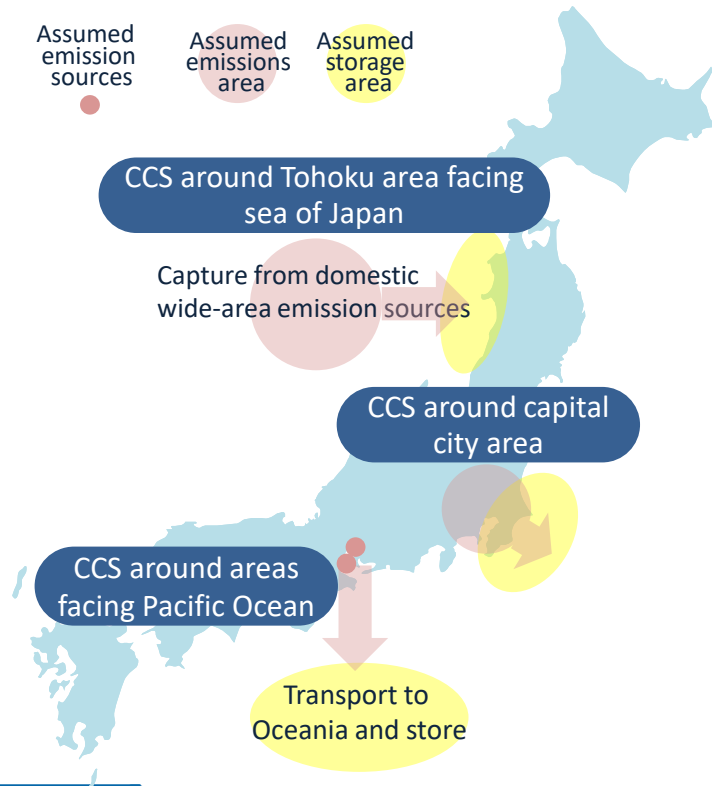 Assumed
emission
sources
Assumed
emissions
area
Assumed
storage
area
CCS around Tohoku area facing
sea of Japan
Capture from domestic
wide-area emission sources
CCS around capital
city area
CCS around areas
facing Pacific Ocean
Transport to
Oceania and store